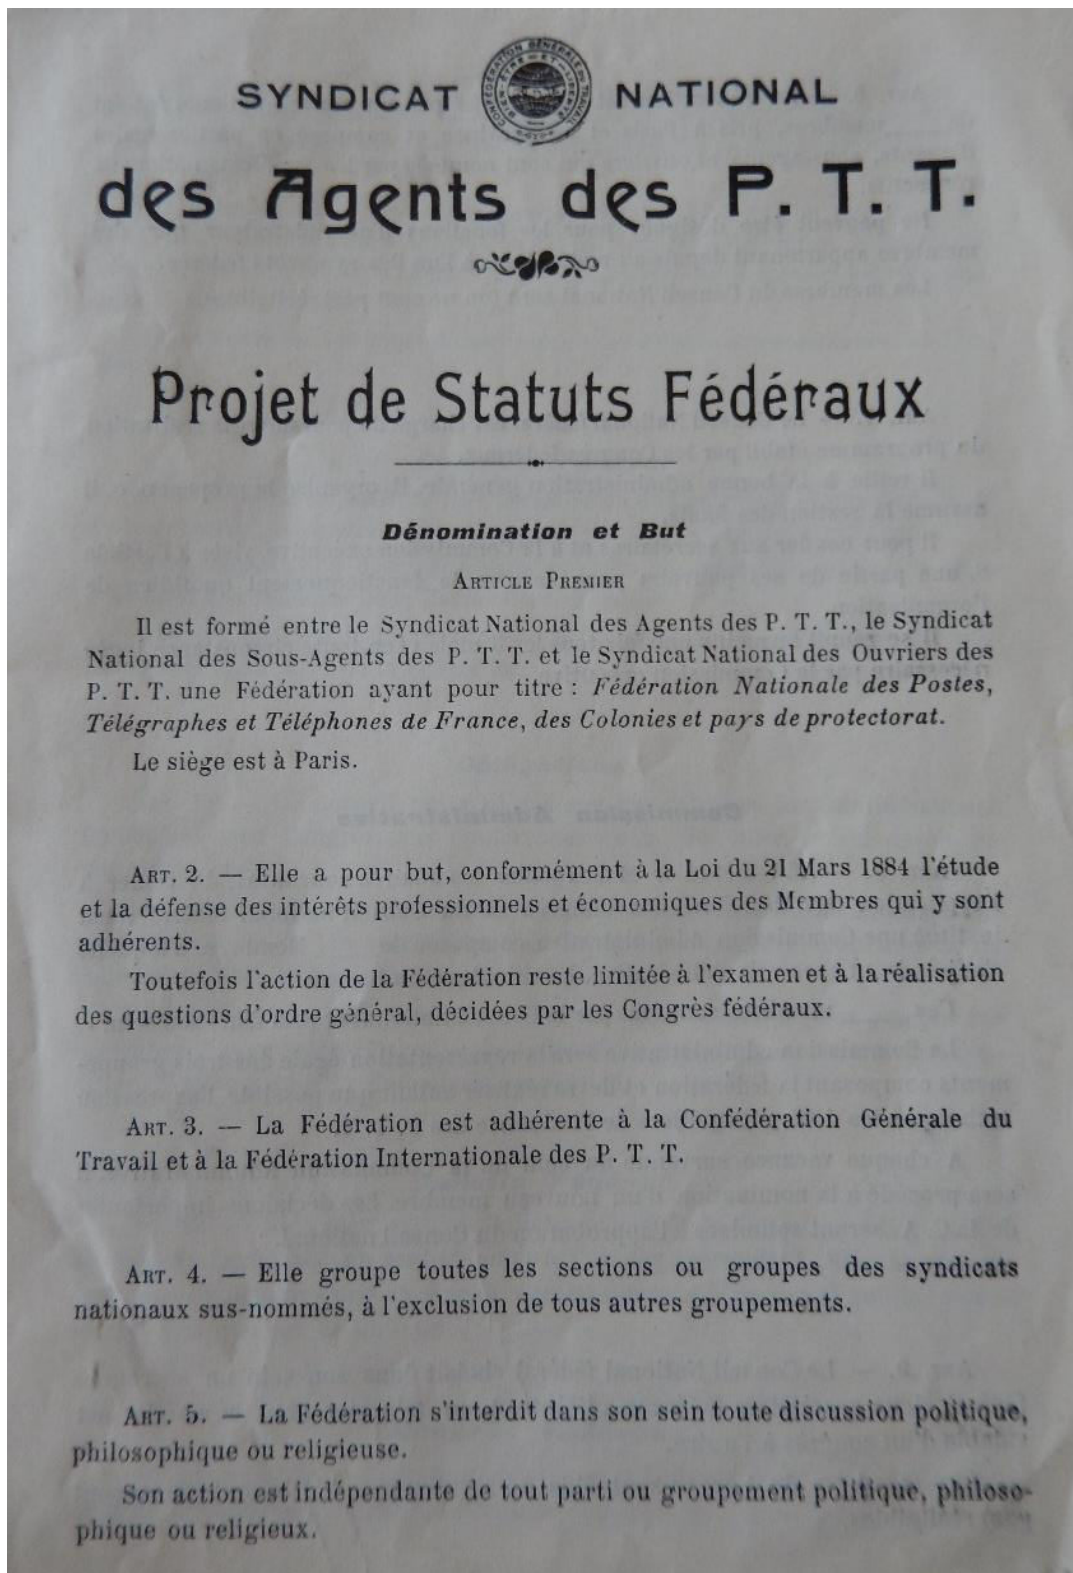 SYNDICAT NATIONAL
CONFÉDÉRATION GÉNÉRALE DU TRAVAIL
BIEN-ÊTRE ET LIBERTÉ
des Agents des P. T. T.
Projet de Statuts Fédéraux
Dénomination et But
ARTICLE PREMIER
Il est formé entre le Syndicat National des Agents des P. T. T., le Syndicat
National des Sous-Agents des P. T. T. et le Syndicat National des Ouvriers des
P. T. T. une Fédération ayant pour titre : Fédération Nationale des Postes,
Télégraphes et Téléphones de France, des Colonies et pays de protectorat.
Le siège est à Paris.
ART. 2. — Elle a pour but, conformément à la Loi du 21 Mars 1884 l'étude
et la défense des intérêts professionnels et économiques des Membres qui y sont
adhérents.
Toutefois l'action de la Fédération reste limitée à l'examen et à la réalisation
des questions d'ordre général, décidées par les Congrès fédéraux.
ART. 3. — La Fédération est adhérente à la Confédération Générale du
Travail et à la Fédération Internationale des P. T. T.
ART. 4. — Elle groupe toutes les sections ou groupes des syndicats
nationaux sus-nommés, à l'exclusion de tous autres groupements.
ART. 5. — La Fédération s'interdit dans son sein toute discussion politique,
philosophique ou religieuse.
Son action est indépendante de tout parti ou groupement politique, philoso-
phique ou religieux.